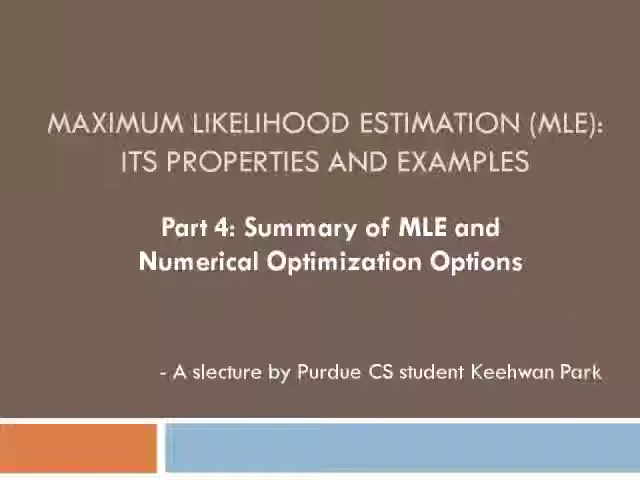 MAXIMUM LIKELIHOOD ESTIMATION (MLE):
ITS PROPERTIES AND EXAMPLES
Part 4: Summary of MLE and
Numerical Optimization Options
- A slecture by Purdue CS student Keehwan Park